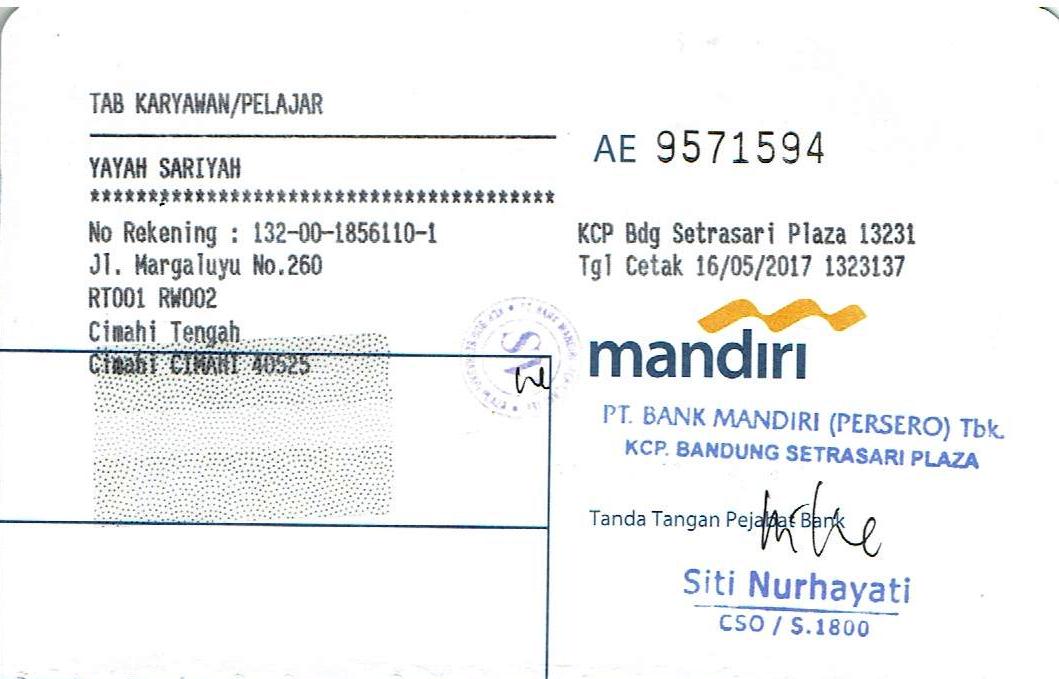 TAB KARYAWAN/PELAJAR
YAYAH SARIYAH
****************************************
No Rekening : 132-00-1856110-1
Jl. Margaluyu No.260
RT001 RW002
Cimahi Tengah
Cimahi CIMAHI 40525
AE 9571594
KCP Bdg Setrasari Plaza 13231
Tgl Cetak 16/05/2017 1323137
mandiri
PT. BANK MANDIRI (PERSERO) Tbk.
KCP. BANDUNG SETRASARI PLAZA
Tanda Tangan Pejabat Bank
Siti Nurhayati
CSO / S.1800